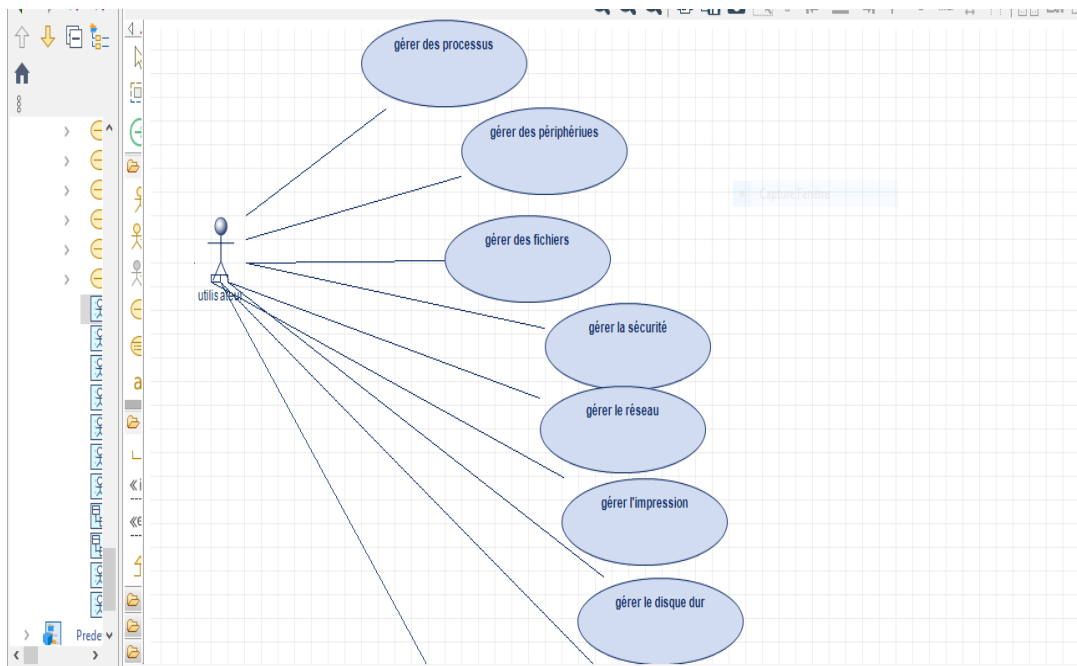 gérer des processus
gérer des périphériues
Capture Fenêtre
gérer des fichiers
utilisateur
gérer la sécurité
gérer le réseau
gérer l'impression
gérer le disque dur
a
«i
«e
Prede